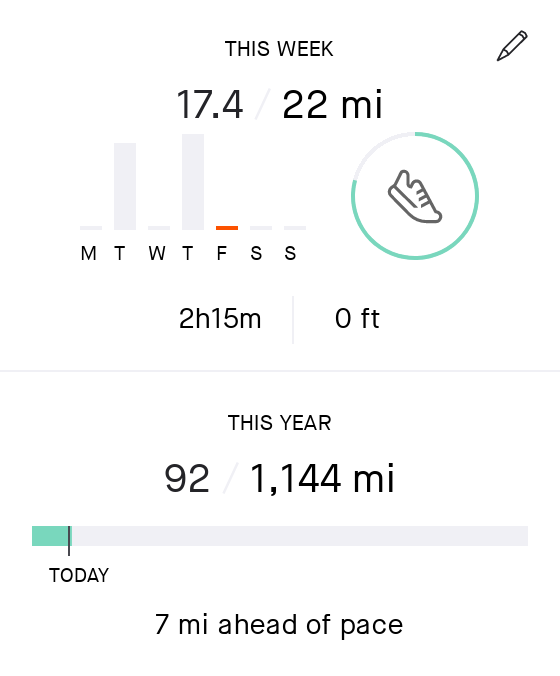 THIS WEEK
17.4 / 22 mi
M T W T F S S
2h15m 0 ft
THIS YEAR
92 / 1,144 mi
TODAY
7 mi ahead of pace